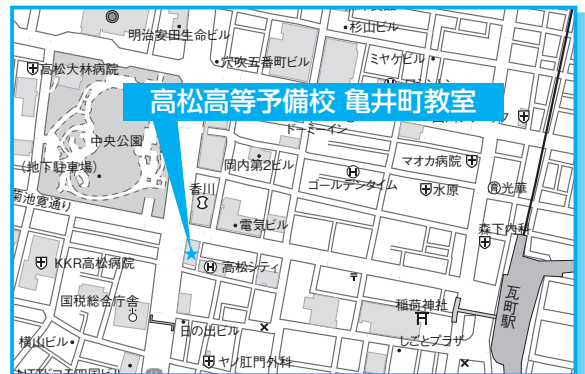 明治安田生命ビル
杉山ビル
穴吹五番町ビル
ミヤケビル
高松大林病院
高松高等予備校 亀井町教室
ドーミーイン
中央公園
(地下駐車場)
岡内第2ビル
マオカ病院
ゴールデンタイム
水原
光華
香川
菊池寛通り
電気ビル
森下内科
KKR高松病院
高松シティ
瓦町駅
国税総合庁舎
稲荷神社
日の出ビル
しごとプラザ
横山ビル
ヤノ肛門外科